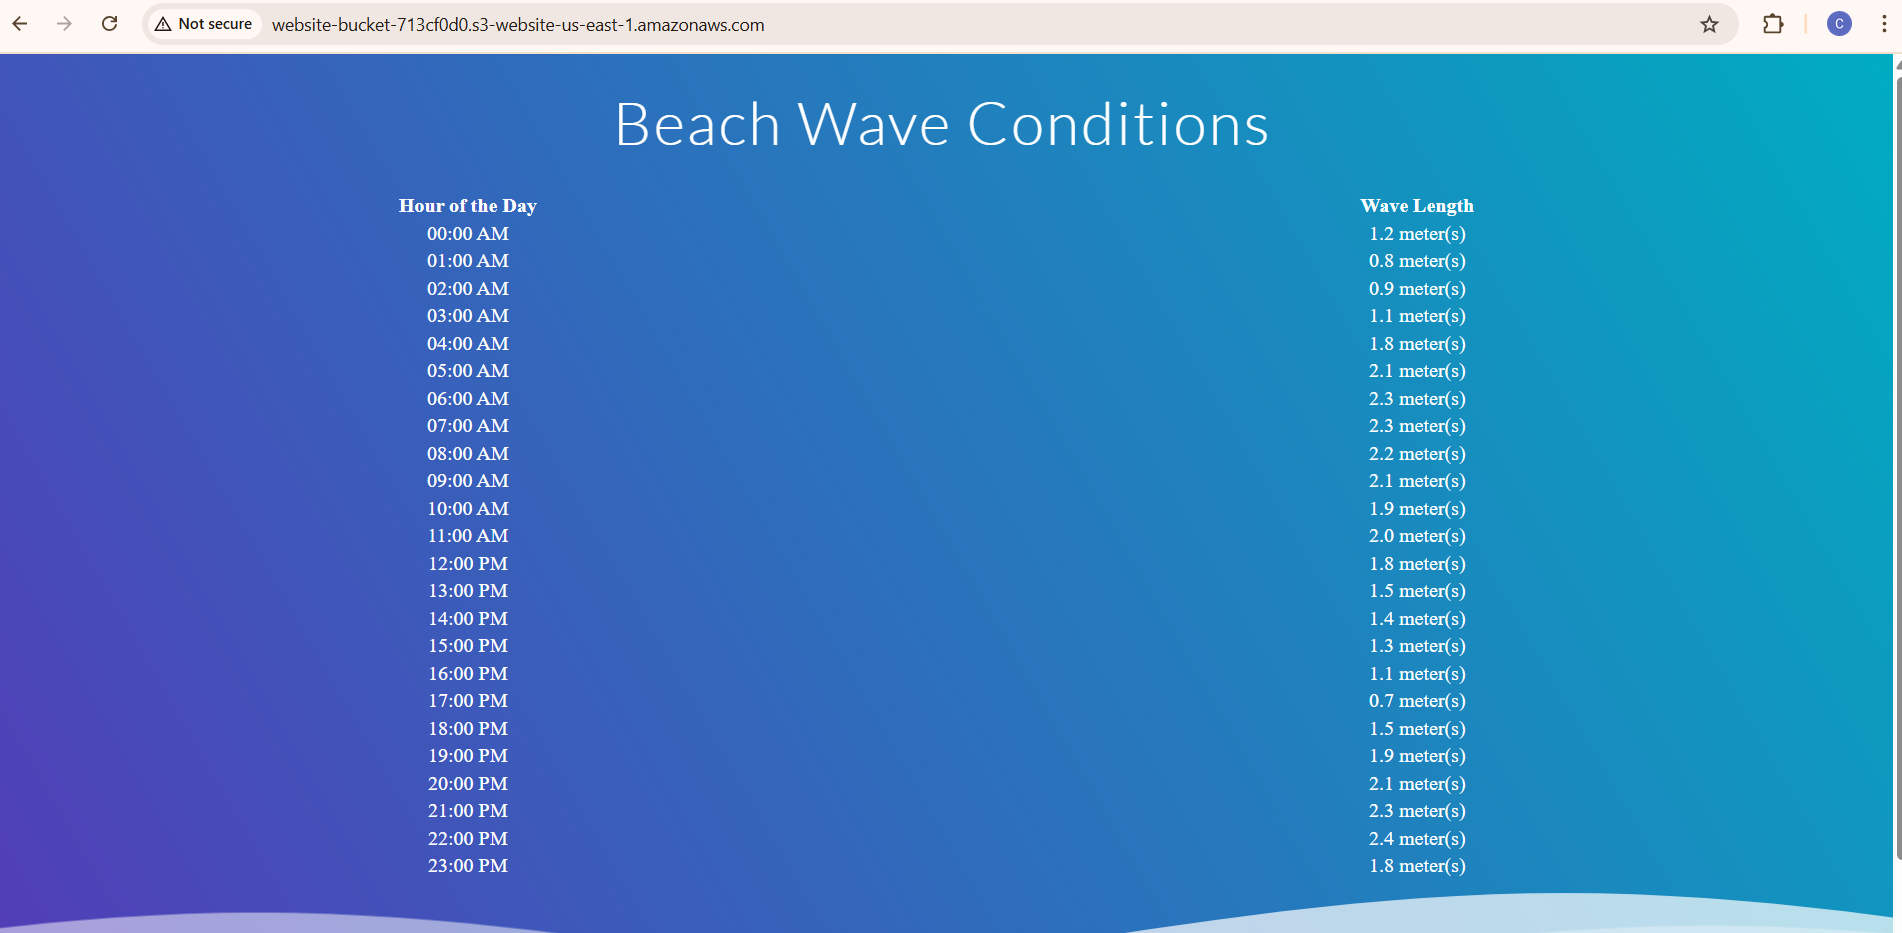 Not secure website-bucket-713cf0d0.s3-website-us-east-1.amazonaws.com C
Beach Wave Conditions
Hour of the Day Wave Length
00:00 AM 1.2 meter(s)
01:00 AM 0.8 meter(s)
02:00 AM 0.9 meter(s)
03:00 AM 1.1 meter(s)
04:00 AM 1.8 meter(s)
05:00 AM 2.1 meter(s)
06:00 AM 2.3 meter(s)
07:00 AM 2.3 meter(s)
08:00 AM 2.2 meter(s)
09:00 AM 2.1 meter(s)
10:00 AM 1.9 meter(s)
11:00 AM 2.0 meter(s)
12:00 PM 1.8 meter(s)
13:00 PM 1.5 meter(s)
14:00 PM 1.4 meter(s)
15:00 PM 1.3 meter(s)
16:00 PM 1.1 meter(s)
17:00 PM 0.7 meter(s)
18:00 PM 1.5 meter(s)
19:00 PM 1.9 meter(s)
20:00 PM 2.1 meter(s)
21:00 PM 2.3 meter(s)
22:00 PM 2.4 meter(s)
23:00 PM 1.8 meter(s)